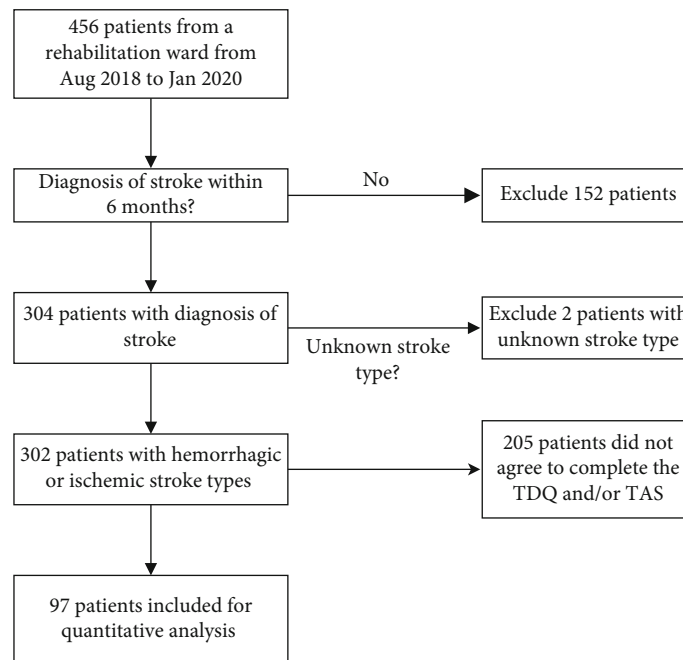 456 patients from a
rehabilitation ward from
Aug 2018 to Jan 2020
Diagnosis of stroke within
6 months?
No
Exclude 152 patients
304 patients with diagnosis of
stroke
Unknown stroke
type?
Exclude 2 patients with
unknown stroke type
302 patients with hemorrhagic
or ischemic stroke types
205 patients did not
agree to complete the
TDQ and/or TAS
97 patients included for
quantitative analysis